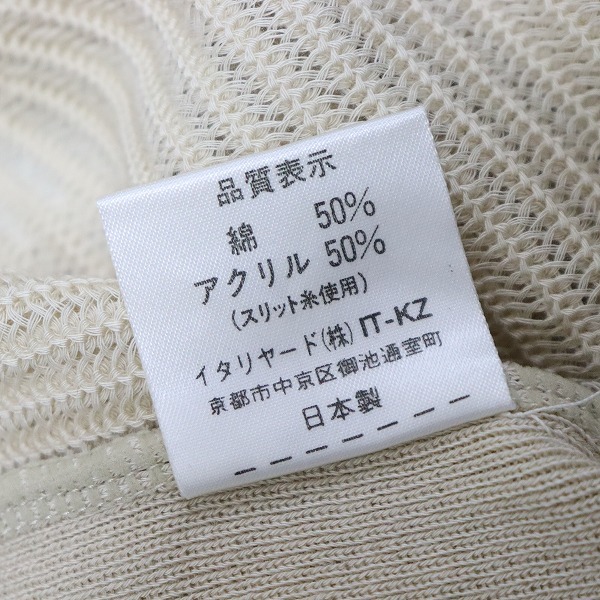 品質表示
綿 50%
アクリル 50%
(スリット糸使用)
イタリヤード(株) IT-KZ
京都市中京区御池通室町
日本製